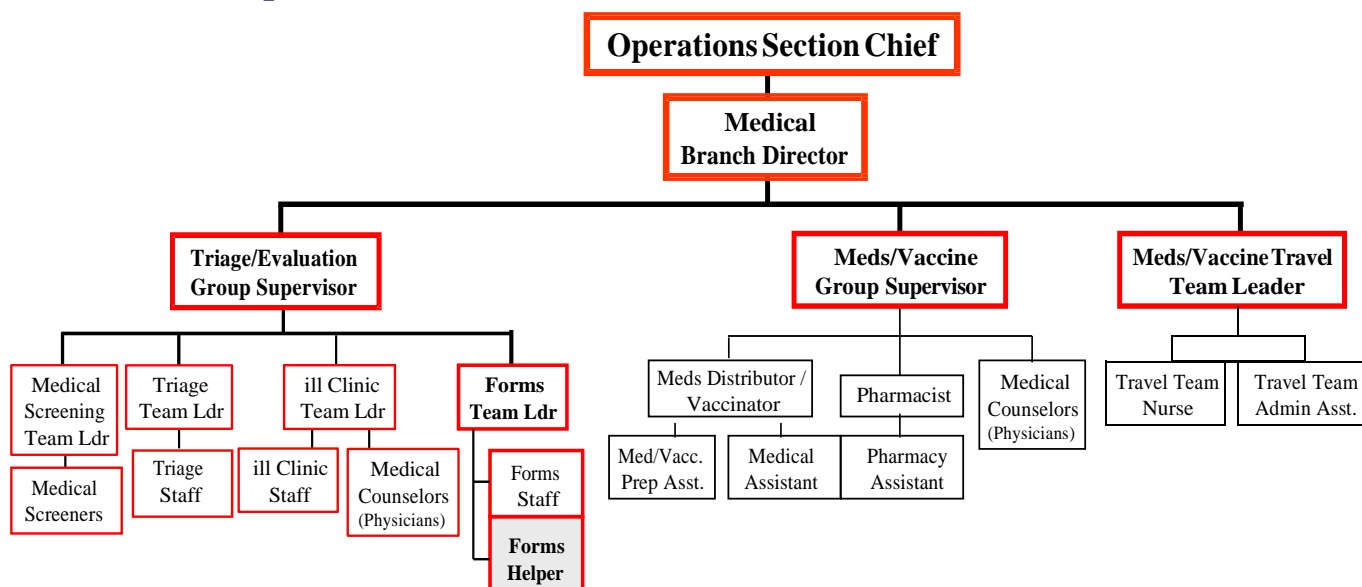 Operations Section Chief
Medical
Branch Director
Triage/Evaluation
Group Supervisor
Meds/Vaccine
Group Supervisor
Meds/Vaccine Travel
Team Leader
Medical
Screening
Team Ldr
Triage
Team Ldr
ill Clinic
Team Ldr
Forms
Team Ldr
Meds Distributor /
Vaccinator
Pharmacist
Medical
Counselors
(Physicians)
Travel Team
Nurse
Travel Team
Admin Asst.
Medical
Screeners
Triage
Staff
ill Clinic
Staff
Medical
Counselors
(Physicians)
Forms
Staff
Forms
Helper
Med/Vacc.
Prep Asst.
Medical
Assistant
Pharmacy
Assistant